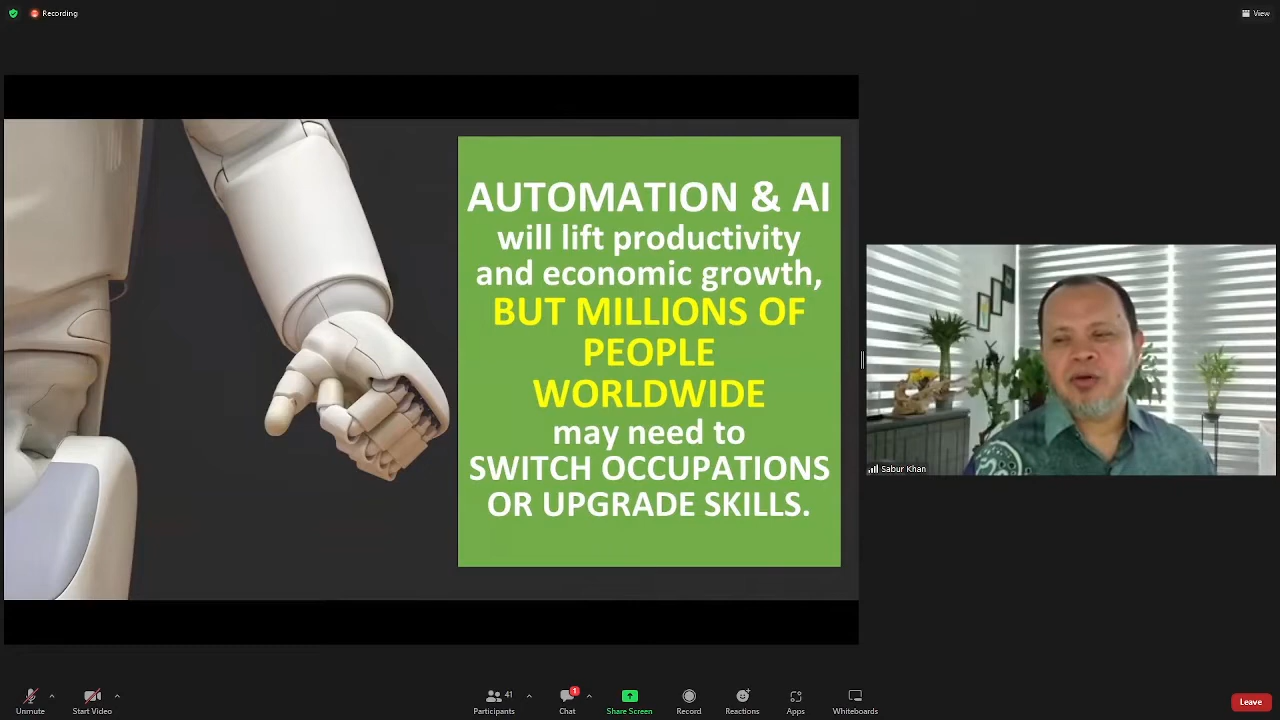 Recording
View
AUTOMATION & AI
will lift productivity
and economic growth,
BUT MILLIONS OF
PEOPLE
WORLDWIDE
may need to
SWITCH OCCUPATIONS
OR UPGRADE SKILLS.
Sabur Khan
Unmute
Start Video
Participants
41
Chat
1
Share Screen
Record
Reactions
Apps
Whiteboards
Leave